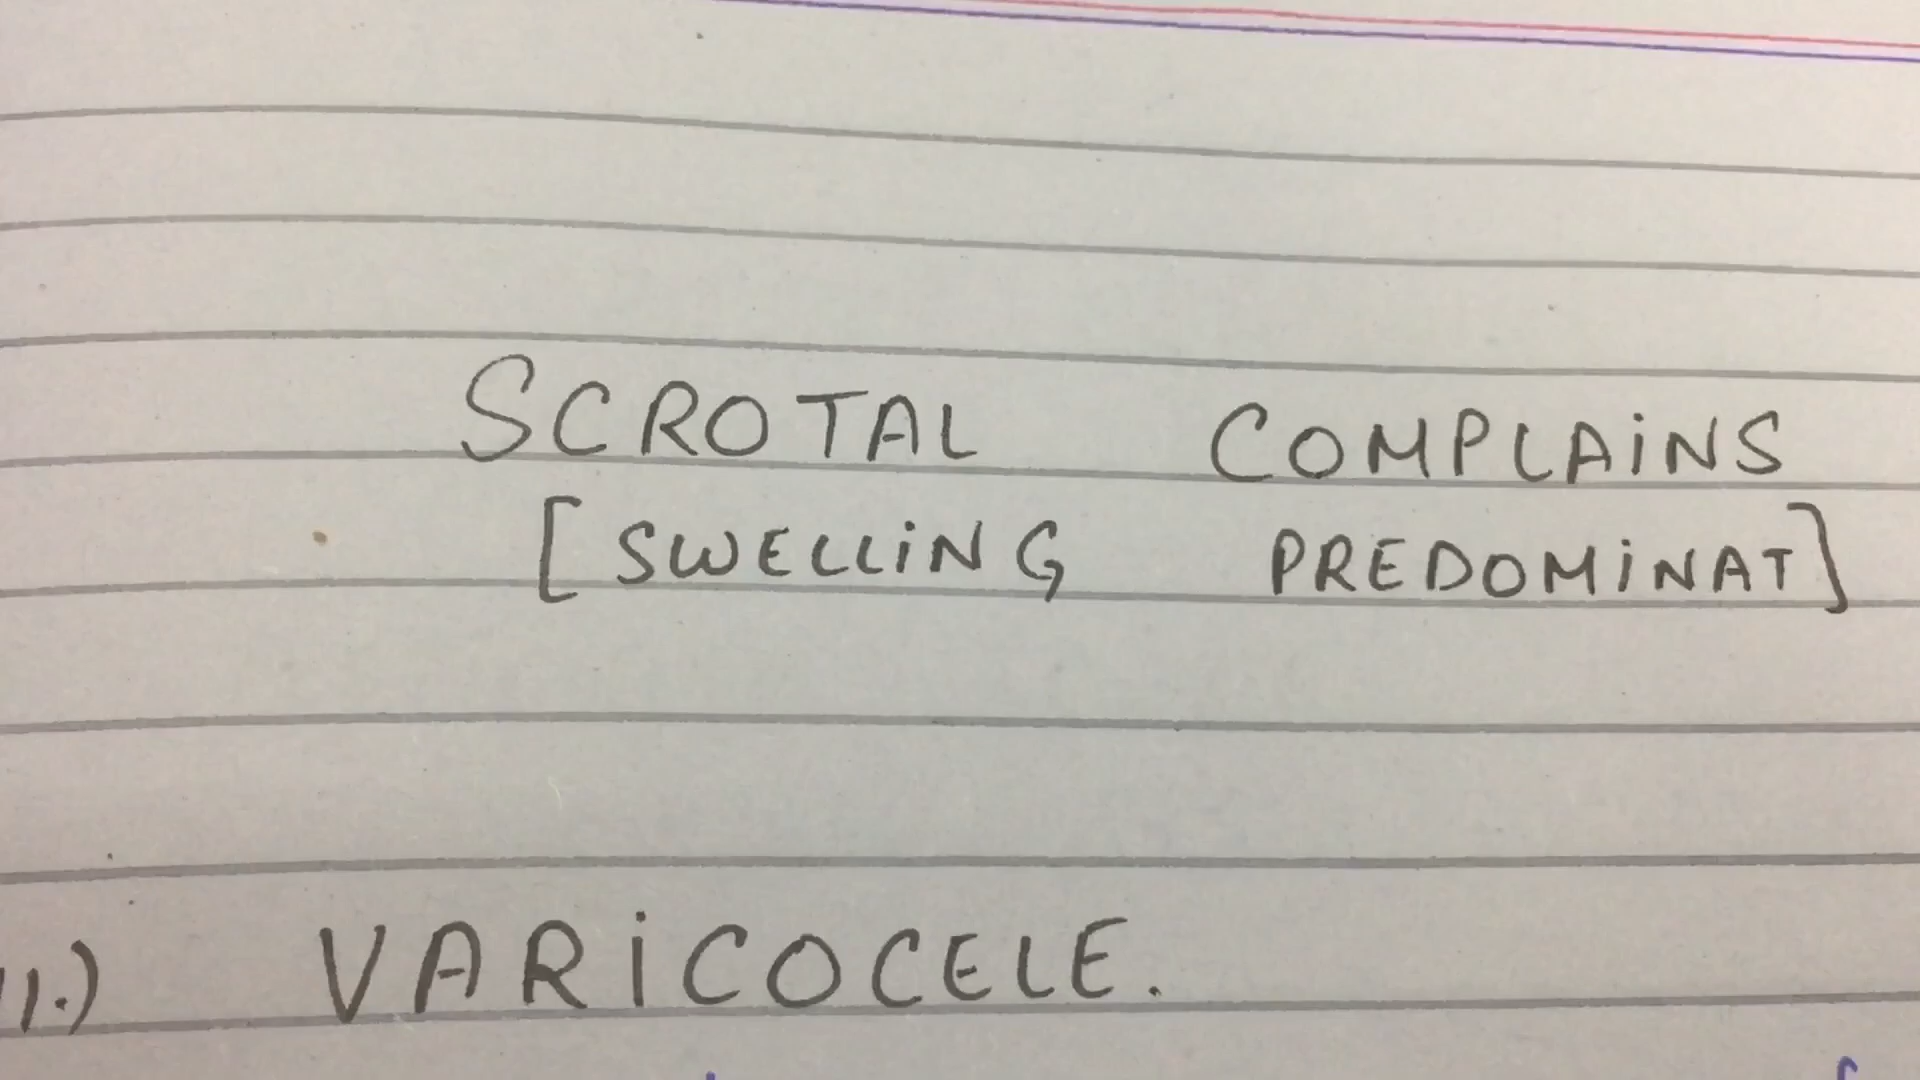 SCROTAL COMPLAINS
[SWELLING PREDOMINAT]
1.) VARICOCELE.